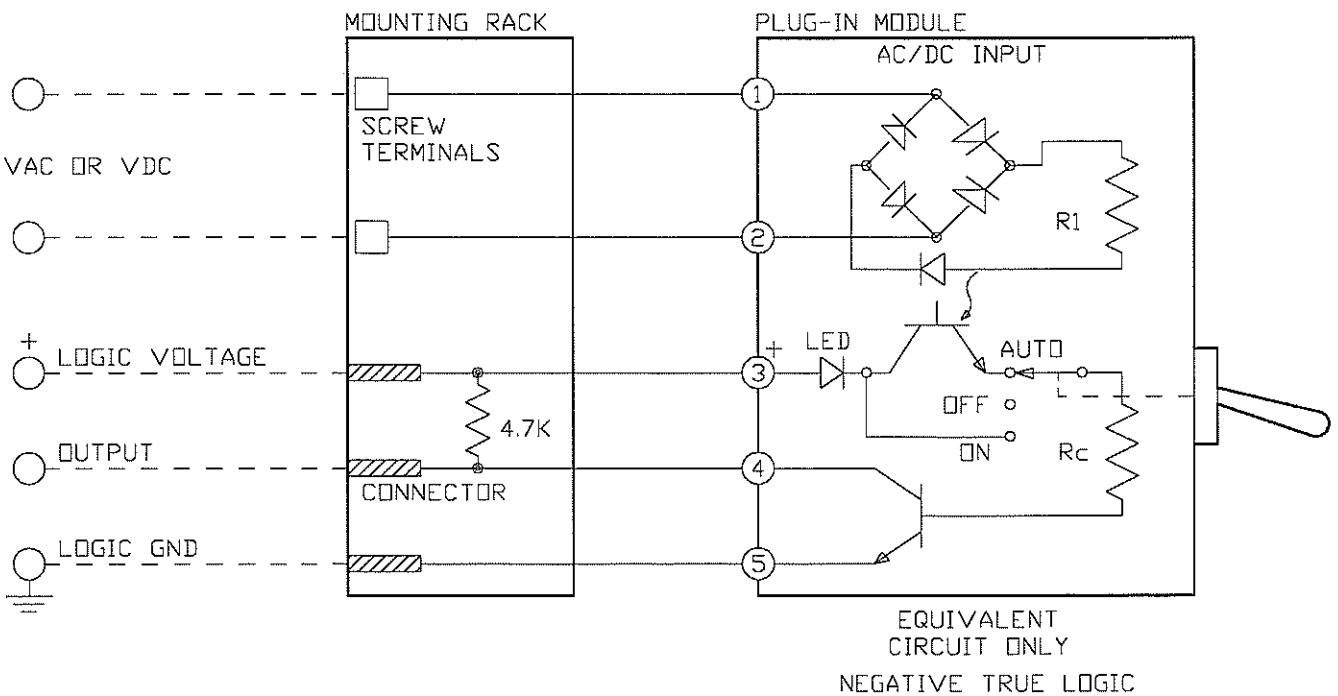 MOUNTING RACK
PLUG-IN MODULE
AC/DC INPUT
1
SCREW
TERMINALS
VAC OR VDC
R1
2
+
LOGIC VOLTAGE
3
+
LED
AUTO
OFF
ON
4.7K
Rc
OUTPUT
4
CONNECTOR
LOGIC GND
5
EQUIVALENT
CIRCUIT ONLY
NEGATIVE TRUE LOGIC